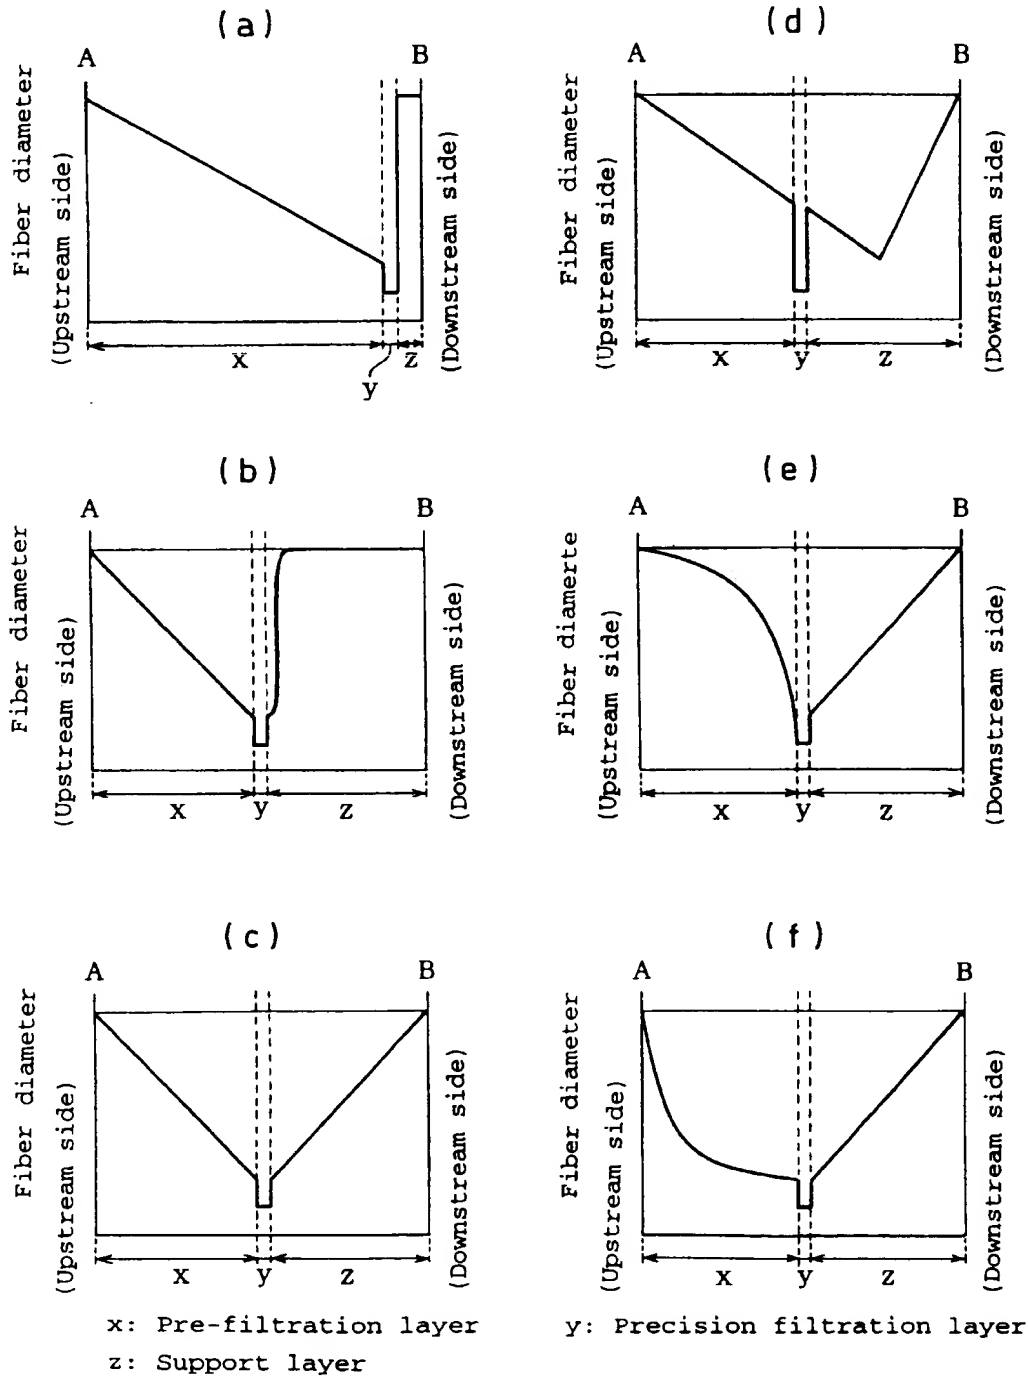 (a)
A
B
Fiber diameter
(Upstream side)
(Downstream side)
x
y
z
(d)
A
B
Fiber diameter
(Upstream side)
(Downstream side)
x
y
z
(b)
A
B
Fiber diameter
(Upstream side)
(Downstream side)
x
y
z
(e)
A
B
Fiber diamerte
(Upstream side)
(Downstream side)
x
y
z
(c)
A
B
Fiber diameter
(Upstream side)
(Downstream side)
x
y
z
(f)
A
B
Fiber diameter
(Upstream side)
(Downstream side)
x
y
z
x: Pre-filtration layer
y: Precision filtration layer
z: Support layer